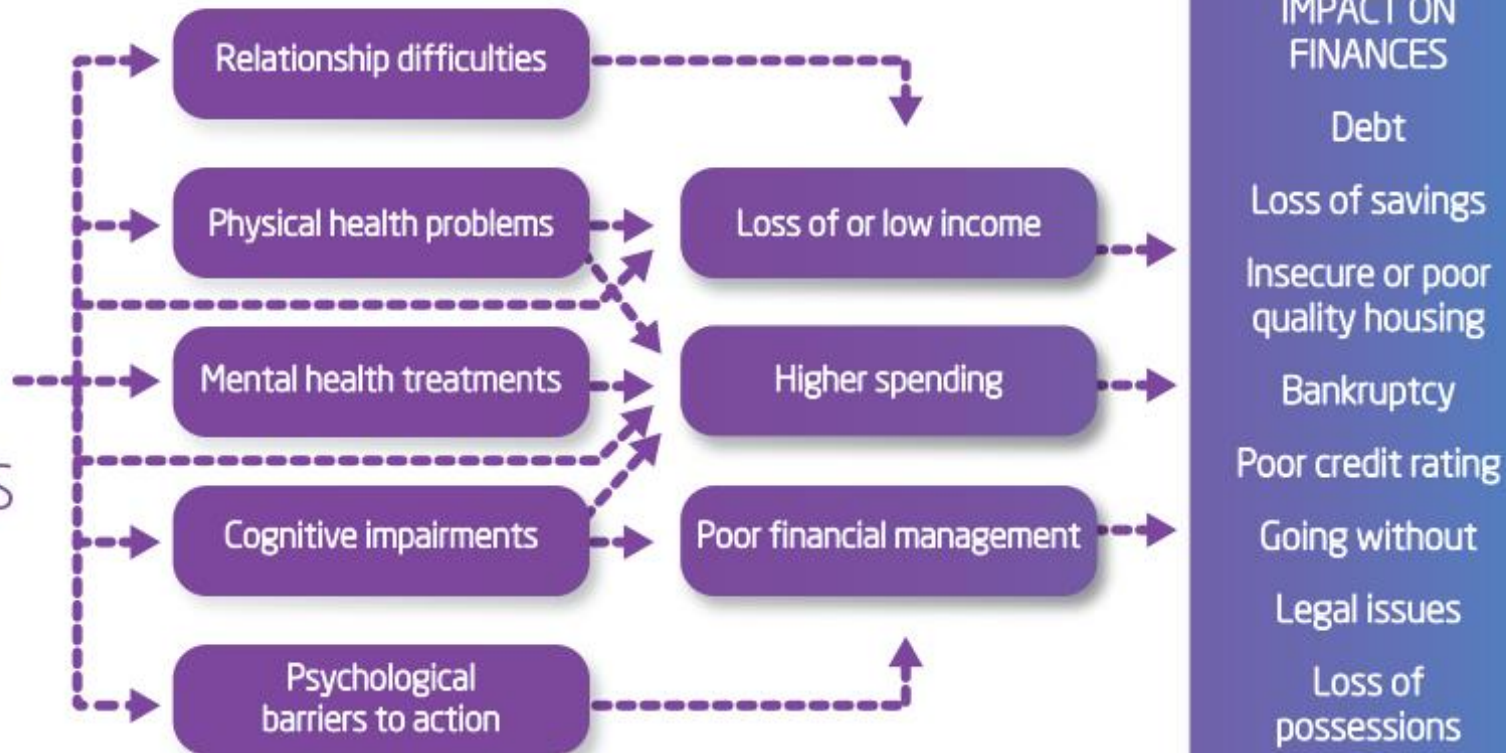 Relationship difficulties
Physical health problems
Mental health treatments
Cognitive impairments
Psychological
barriers to action
Loss of or low income
Higher spending
Poor financial management
IMPACT ON
FINANCES
Debt
Loss of savings
Insecure or poor
quality housing
Bankruptcy
Poor credit rating
Going without
Legal issues
Loss of
possessions